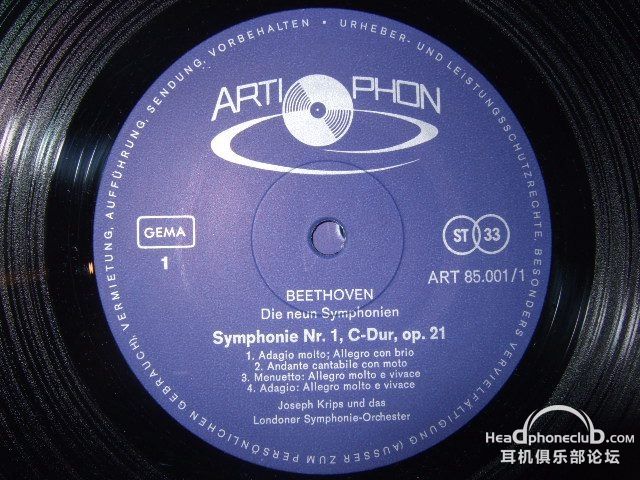 URHEBER- UND LEISTUNGSSCHUTZRECHTE, BESONDERS VERVIELFÄLTIGUNG (AUSSER ZUM PERSÖNLICHEN GEBRAUCH), VERMIETUNG, AUFFÜHRUNG, SENDUNG, VORBEHALTEN •
ARTI PHON
GEMA
ST 33
1
ART 85.001/1
BEETHOVEN
Die neun Symphonien
Symphonie Nr. 1, C-Dur, op. 21
1. Adagio molto; Allegro con brio
2. Andante cantabile con moto
3. Menuetto: Allegro molto e vivace
4. Adagio: Allegro molto e vivace
Joseph Krips und das
Londoner Symphonie-Orchester
Headphoneclub.com
耳机俱乐部论坛